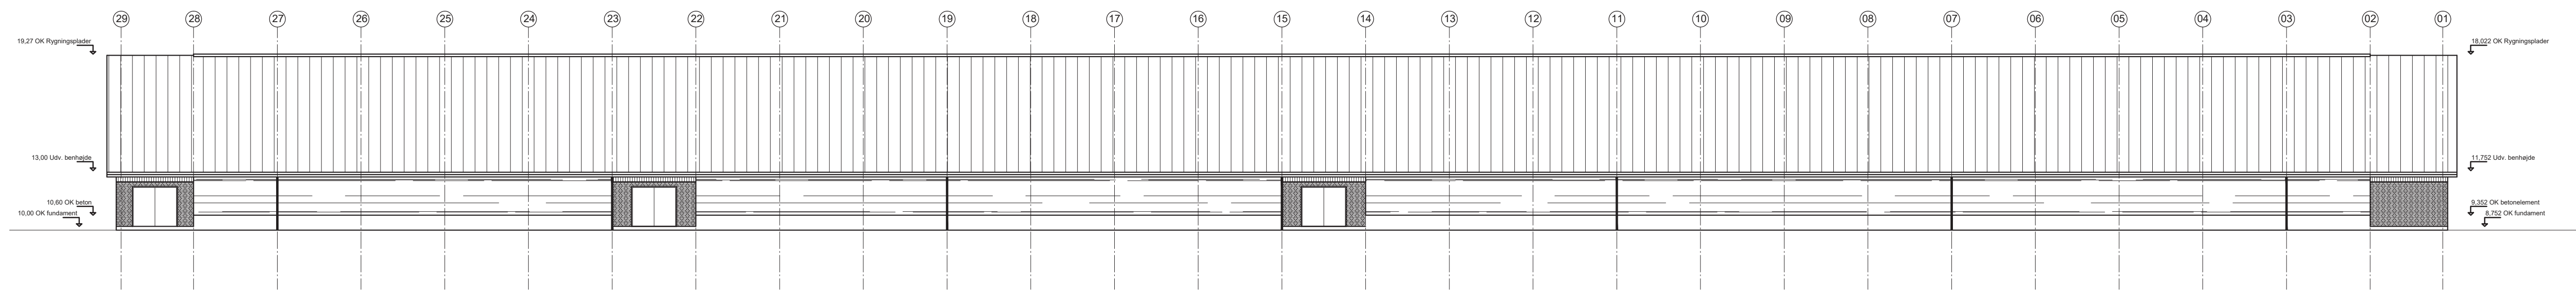 29 28 27 26 25 24 23 22 21 20 19 18 17 16 15 14 13 12 11 10 09 08 07 06 05 04 03 02 01
19,27 OK Rygningsplader
18,022 OK Rygningsplader
13,00 Udv. benhøjde
11,752 Udv. benhøjde
10,60 OK beton
9,352 OK betonelement
10,00 OK fundament
8,752 OK fundament